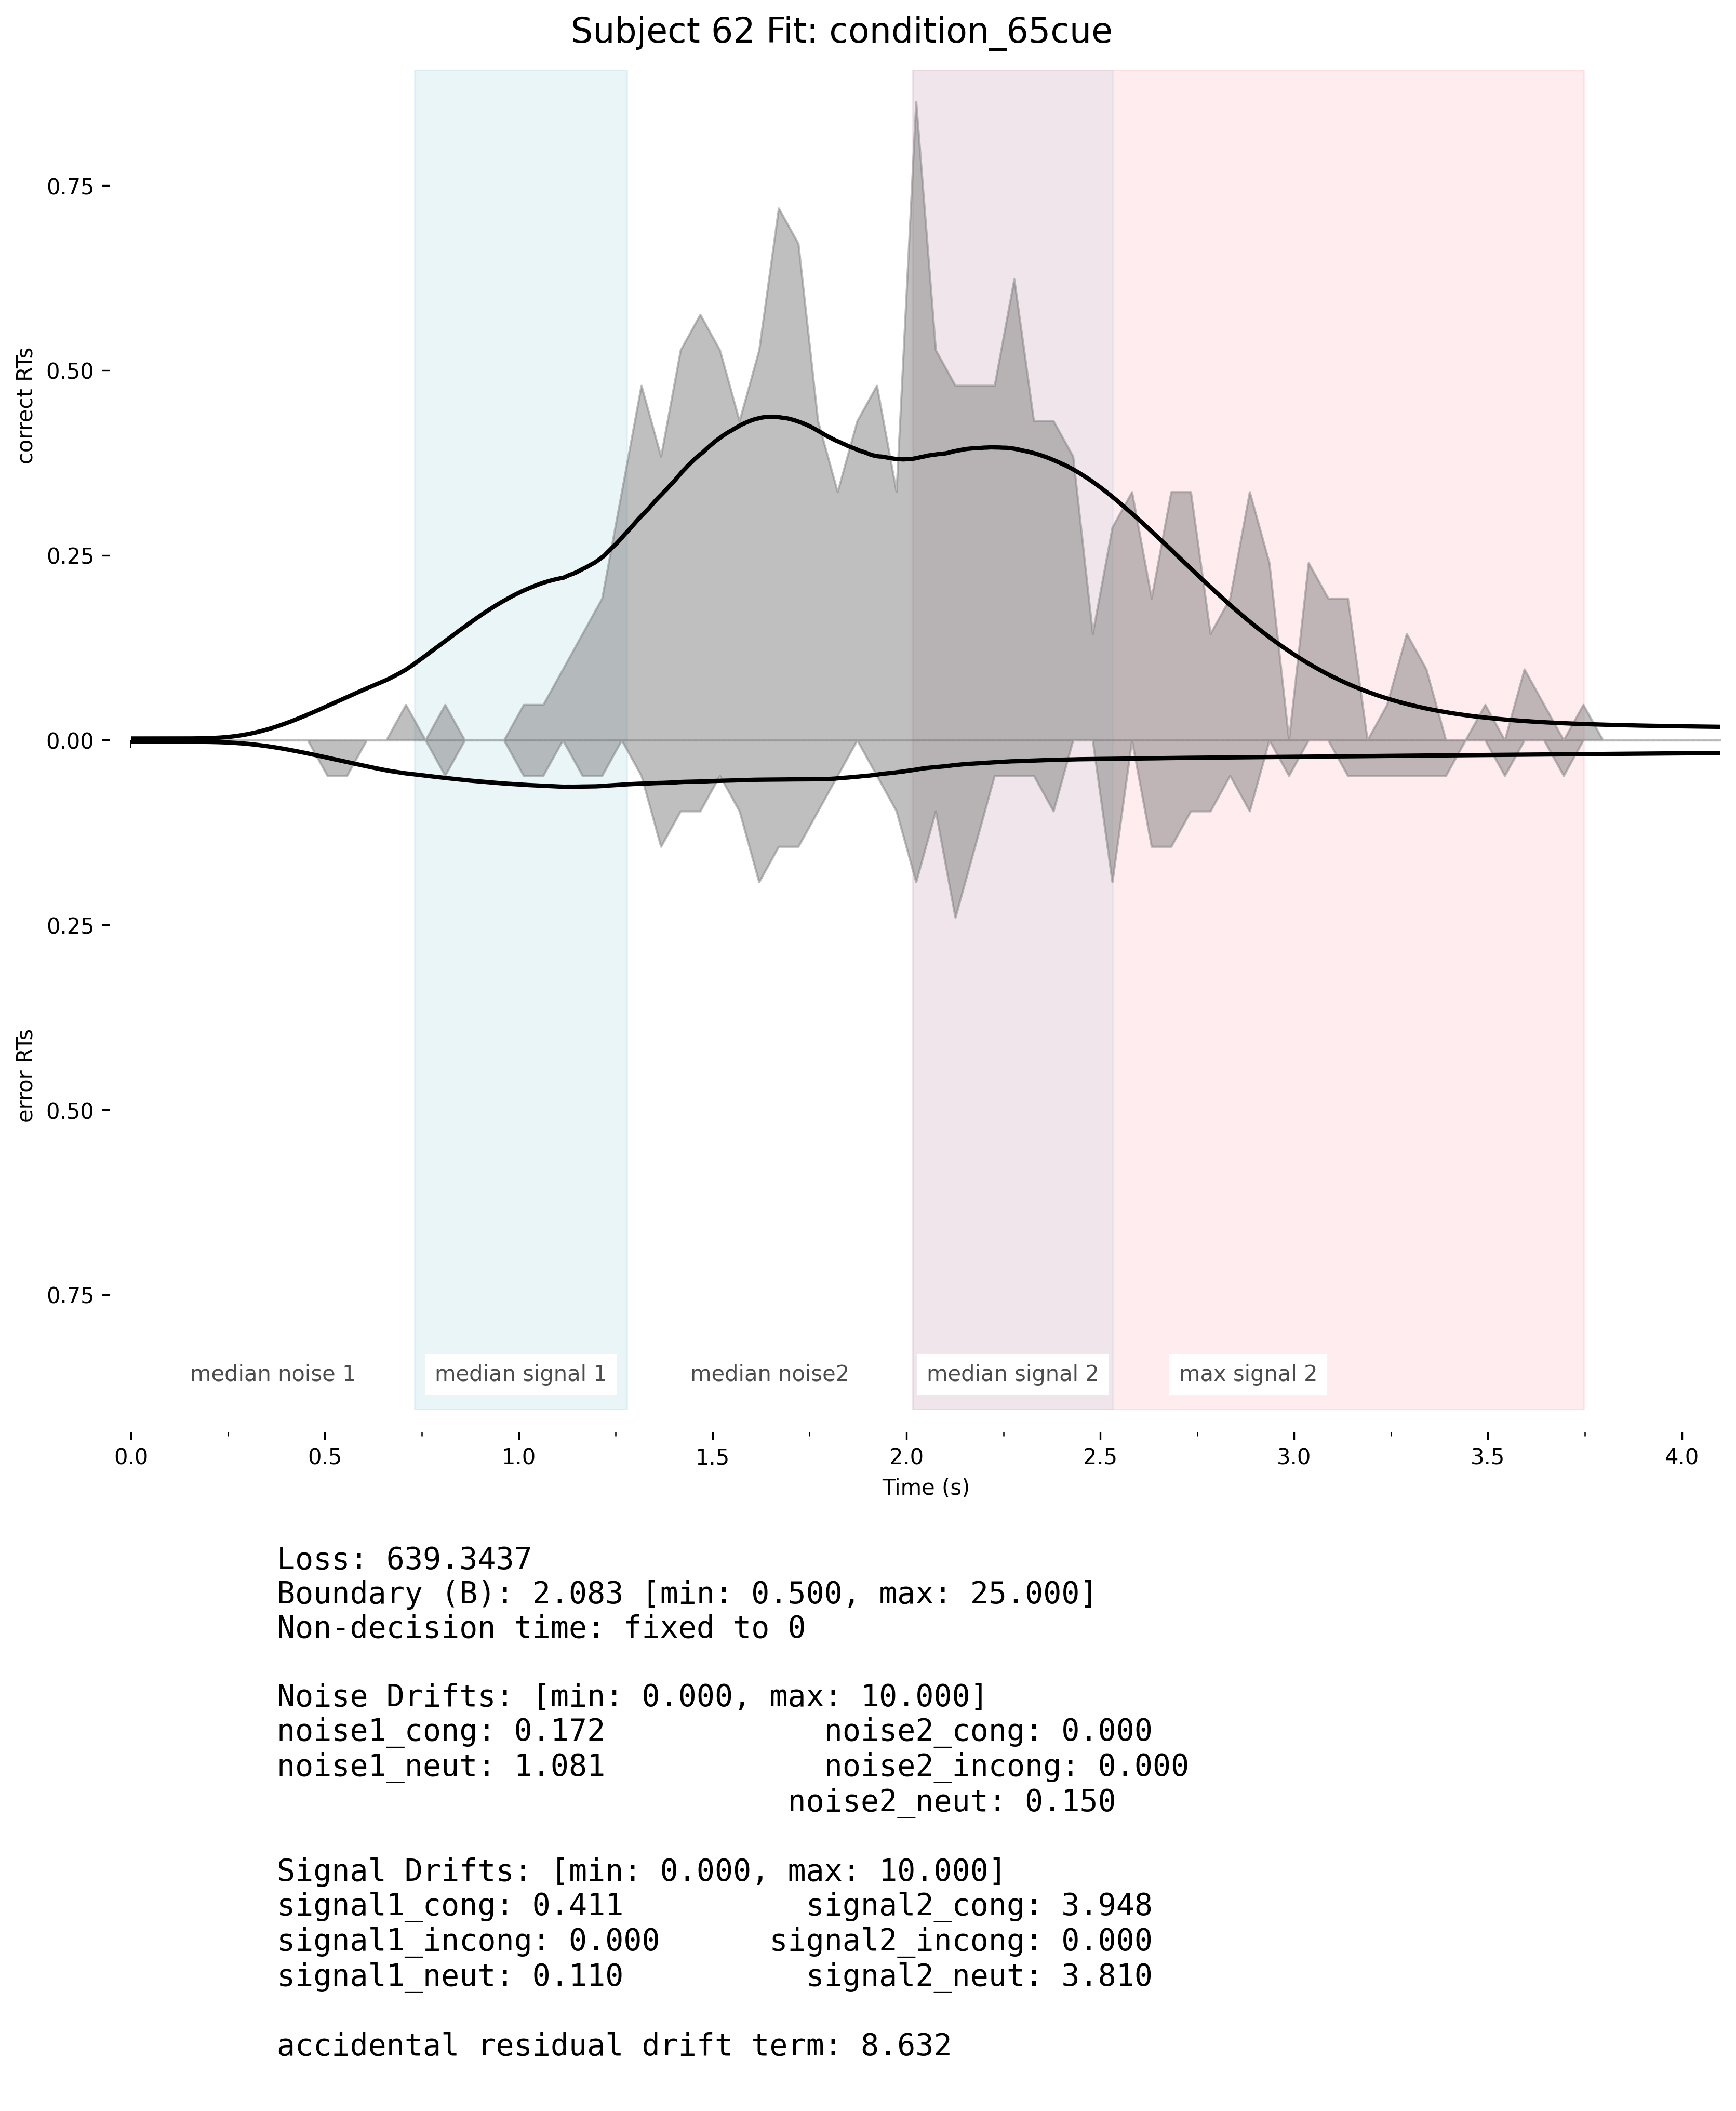 Subject 62 Fit: condition_65cue
0.75
0.50
0.25
0.00
0.25
0.50
0.75
correct RTs
error RTs
median noise 1
median signal 1
median noise2
median signal 2
max signal 2
0.0 0.5 1.0 1.5 2.0 2.5 3.0 3.5 4.0
Time (s)
Loss: 639.3437
Boundary (B): 2.083 [min: 0.500, max: 25.000]
Non-decision time: fixed to 0
Noise Drifts: [min: 0.000, max: 10.000]
noise1_cong: 0.172 noise2_cong: 0.000
noise1_neut: 1.081 noise2_incong: 0.000
noise2_neut: 0.150
Signal Drifts: [min: 0.000, max: 10.000]
signal1_cong: 0.411 signal2_cong: 3.948
signal1_incong: 0.000 signal2_incong: 0.000
signal1_neut: 0.110 signal2_neut: 3.810
accidental residual drift term: 8.632